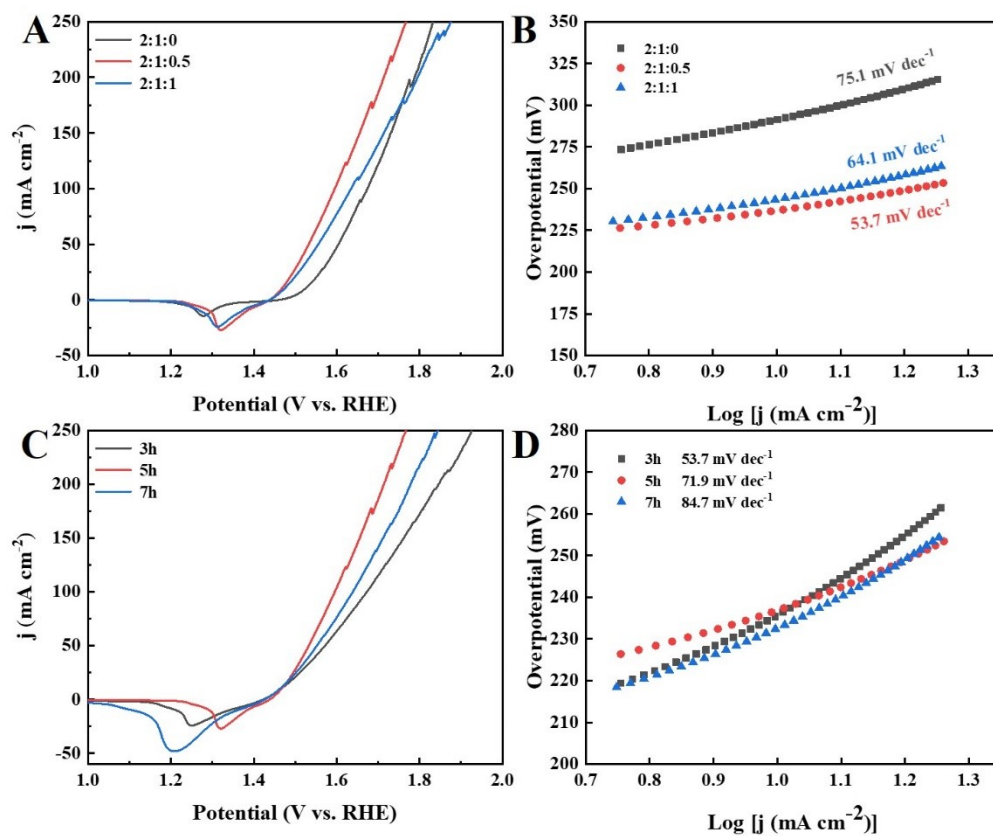 A
250
200
150
100
50
0
-50
j (mA cm⁻²)
2:1:0
2:1:0.5
2:1:1
1.0 1.2 1.4 1.6 1.8 2.0
Potential (V vs. RHE)
B
350
325
300
275
250
225
200
175
150
Overpotential (mV)
2:1:0
2:1:0.5
2:1:1
75.1 mV dec⁻¹
64.1 mV dec⁻¹
53.7 mV dec⁻¹
0.7 0.8 0.9 1.0 1.1 1.2 1.3
Log [j (mA cm⁻²)]
C
250
200
150
100
50
0
-50
j (mA cm⁻²)
3h
5h
7h
1.0 1.2 1.4 1.6 1.8 2.0
Potential (V vs. RHE)
D
280
270
260
250
240
230
220
210
200
Overpotential (mV)
3h 53.7 mV dec⁻¹
5h 71.9 mV dec⁻¹
7h 84.7 mV dec⁻¹
0.7 0.8 0.9 1.0 1.1 1.2 1.3
Log [j (mA cm⁻²)]